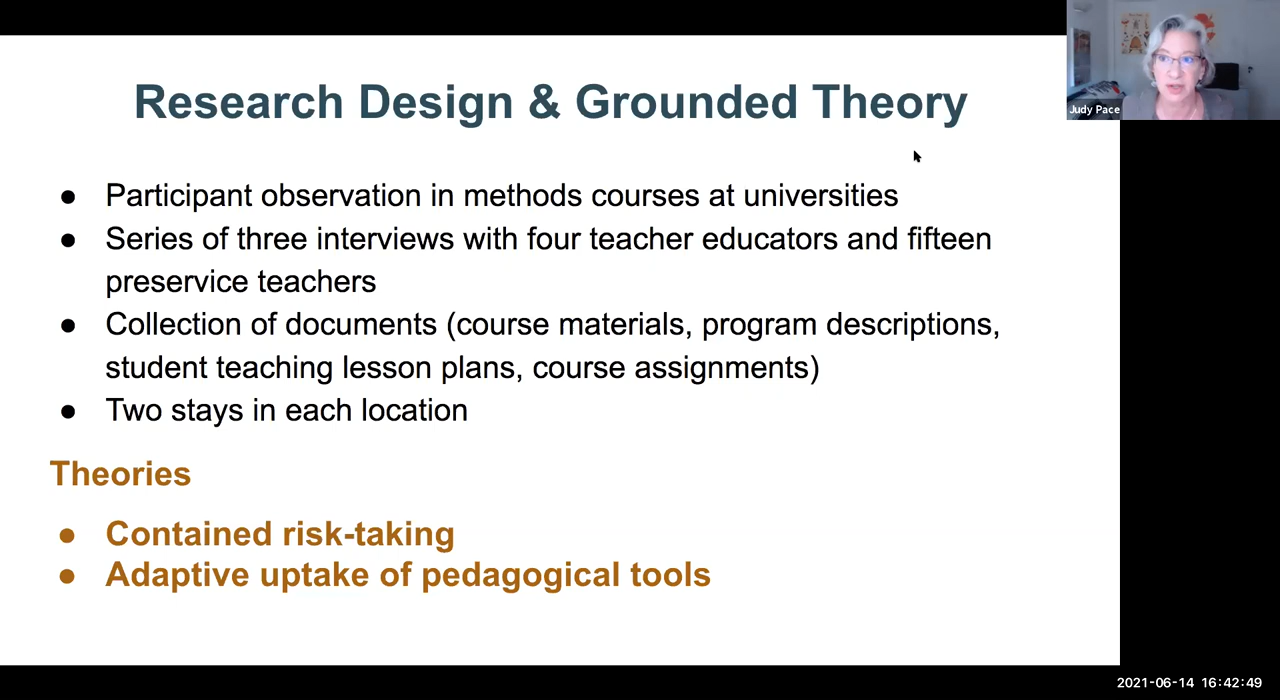 Research Design & Grounded Theory
Judy Pace
● Participant observation in methods courses at universities
● Series of three interviews with four teacher educators and fifteen
preservice teachers
● Collection of documents (course materials, program descriptions,
student teaching lesson plans, course assignments)
● Two stays in each location
Theories
● Contained risk-taking
● Adaptive uptake of pedagogical tools
2021-06-14 16:42:49